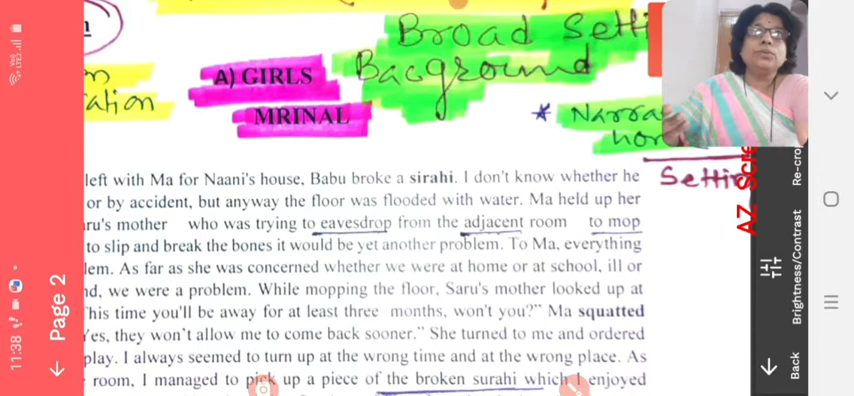 Broad Setti
Bacground
A) GIRLS
MRINAL
ation
* Narra
hor
Settin
left with Ma for Naani's house, Babu broke a sirahi. I don't know whether he
or by accident, but anyway the floor was flooded with water. Ma held up her
aru's mother who was trying to eavesdrop from the adjacent room to mop
to slip and break the bones it would be yet another problem. To Ma, everything
lem. As far as she was concerned whether we were at home or at school, ill or
nd, we were a problem. While mopping the floor, Saru's mother looked up at
This time you'll be away for at least three months, won't you?" Ma squatted
Yes, they won't allow me to come back sooner." She turned to me and ordered
play. I always seemed to turn up at the wrong time and at the wrong place. As
room, I managed to pick up a piece of the broken surahi which I enjoyed
AZ Scre
11:38
← Page 2
Back
Brightness/Contrast
Re-cro